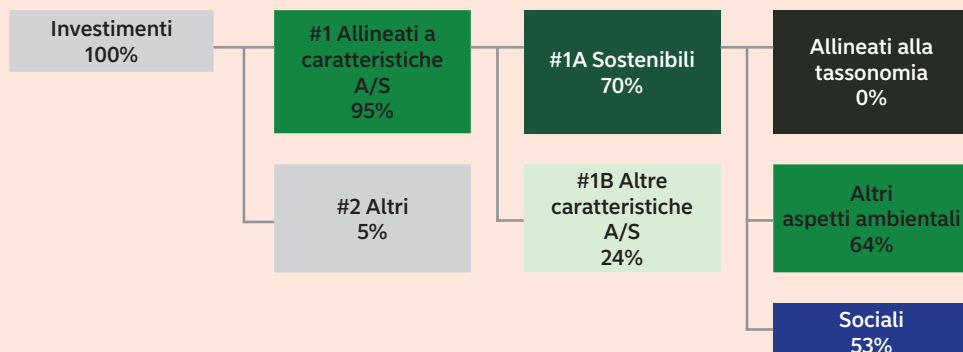 Investimenti
100%
#1 Allineati a
caratteristiche
A/S
95%
#1A Sostenibili
70%
Allineati alla
tassonomia
0%
#2 Altri
5%
#1B Altre
caratteristiche
A/S
24%
Altri
aspetti ambientali
64%
Sociali
53%